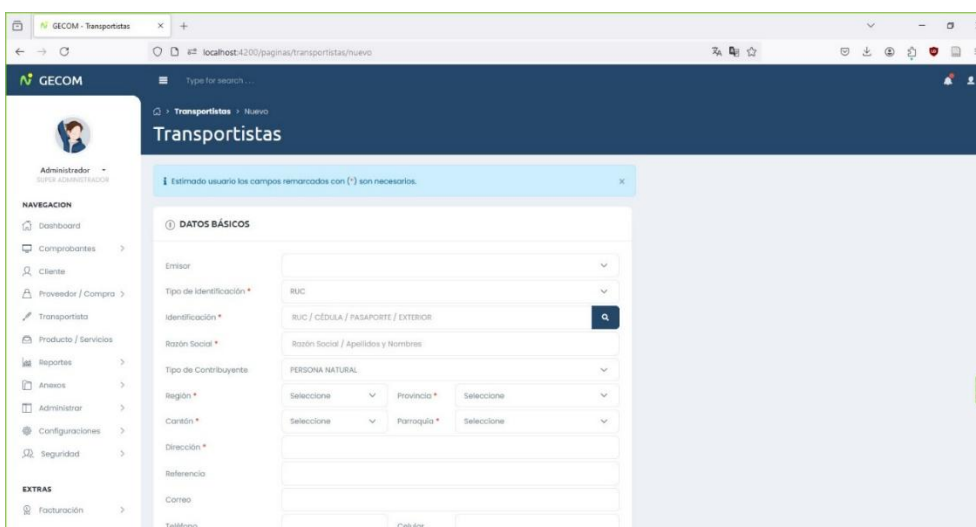 GECOM - Transportistas
localhost:4200/paginas/transportistas/nuevo
GECOM
Type for search ...
Transportistas > Nuevo
Transportistas
Administrador
SUPER ADMINISTRADOR
Estimado usuario los campos remarcados con (*) son necesarios.
NAVEGACION
Dashboard
Comprobantes
Cliente
Proveedor / Compra
Transportista
Producto / Servicios
Reportes
Anexos
Administrar
Configuraciones
Seguridad
EXTRAS
Facturación
DATOS BÁSICOS
Emisor
Tipo de Identificación * RUC
Identificación * RUC / CÉDULA / PASAPORTE / EXTERIOR
Razón Social * Razón Social / Apellidos y Nombres
Tipo de Contribuyente PERSONA NATURAL
Región * Seleccione Provincia * Seleccione
Cantón * Seleccione Parroquia * Seleccione
Dirección *
Referencia
Correo
Teléfono Celular